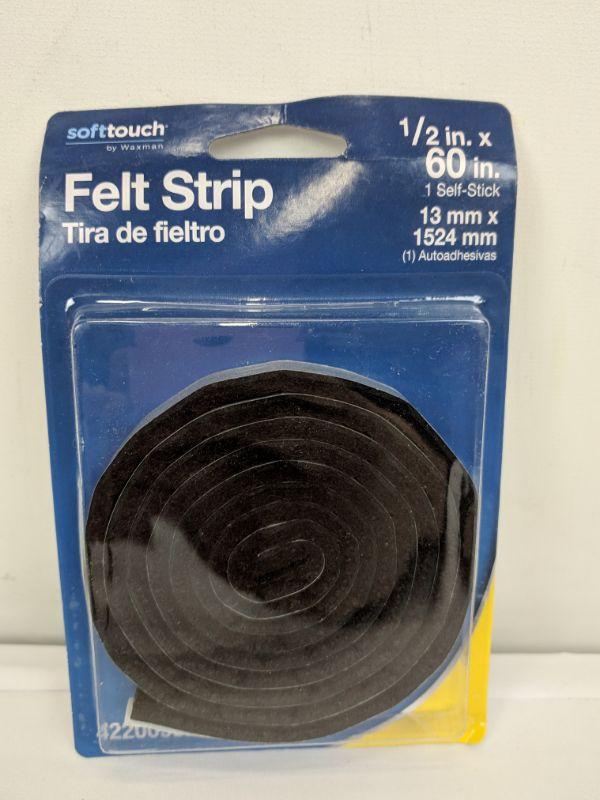 softtouch
by Waxman
Felt Strip
Tira de fieltro
1/2 in. x
60 in.
1 Self-Stick
13 mm x
1524 mm
(1) Autoadhesivas